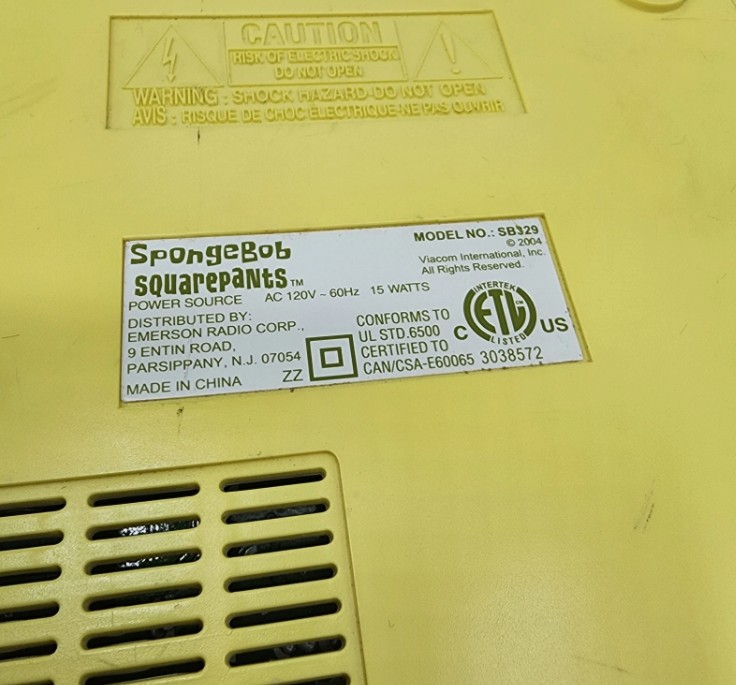 CAUTION
RISK OF ELECTRIC SHOCK
DO NOT OPEN
WARNING : SHOCK HAZARD-DO NOT OPEN
AVIS : RISQUE DE CHOC ÉLECTRIQUE-NE PAS OUVRIR
SpongeBob
SQUAREPANTS™
MODEL NO.: SB329
© 2004
Viacom International, Inc.
All Rights Reserved.
POWER SOURCE AC 120V ~ 60Hz 15 WATTS
DISTRIBUTED BY:
EMERSON RADIO CORP.,
9 ENTIN ROAD,
PARSIPPANY, N.J. 07054
MADE IN CHINA
ZZ
CONFORMS TO
UL STD.6500
CERTIFIED TO
CAN/CSA-E60065 3038572
INTERTEK
C ETL US
LISTED